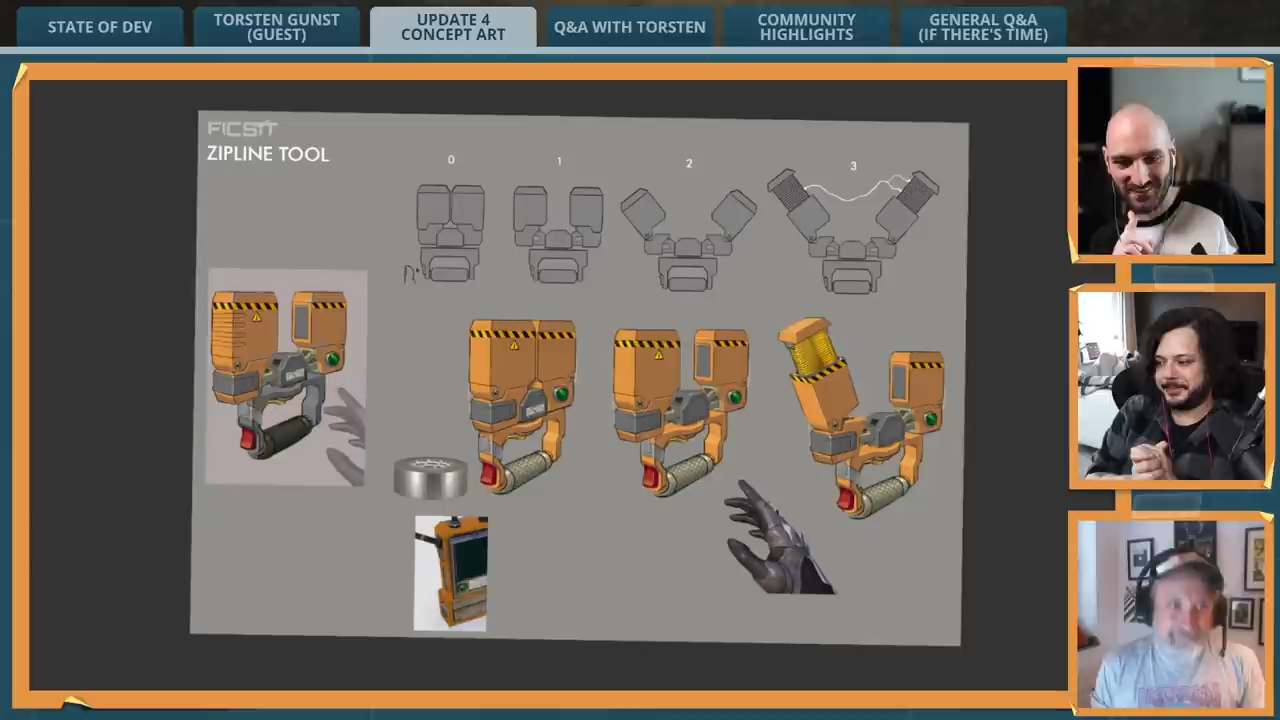 STATE OF DEV
TORSTEN GUNST
(GUEST)
UPDATE 4
CONCEPT ART
Q&A WITH TORSTEN
COMMUNITY
HIGHLIGHTS
GENERAL Q&A
(IF THERE'S TIME)
FICSIT
ZIPLINE TOOL
0
1
2
3